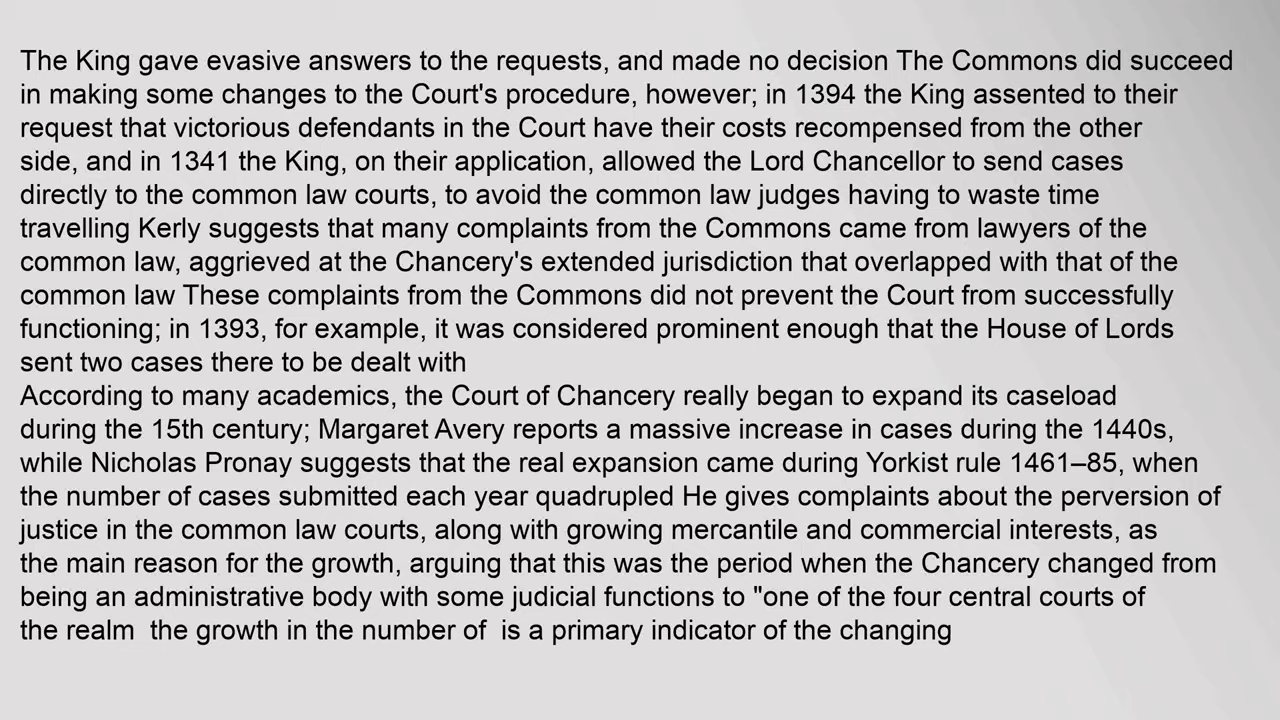 The King gave evasive answers to the requests, and made no decision The Commons did succeed
in making some changes to the Court's procedure, however; in 1394 the King assented to their
request that victorious defendants in the Court have their costs recompensed from the other
side, and in 1341 the King, on their application, allowed the Lord Chancellor to send cases
directly to the common law courts, to avoid the common law judges having to waste time
travelling Kerly suggests that many complaints from the Commons came from lawyers of the
common law, aggrieved at the Chancery's extended jurisdiction that overlapped with that of the
common law These complaints from the Commons did not prevent the Court from successfully
functioning; in 1393, for example, it was considered prominent enough that the House of Lords
sent two cases there to be dealt with
According to many academics, the Court of Chancery really began to expand its caseload
during the 15th century; Margaret Avery reports a massive increase in cases during the 1440s,
while Nicholas Pronay suggests that the real expansion came during Yorkist rule 1461–85, when
the number of cases submitted each year quadrupled He gives complaints about the perversion of
justice in the common law courts, along with growing mercantile and commercial interests, as
the main reason for the growth, arguing that this was the period when the Chancery changed from
being an administrative body with some judicial functions to "one of the four central courts of
the realm  the growth in the number of  is a primary indicator of the changing